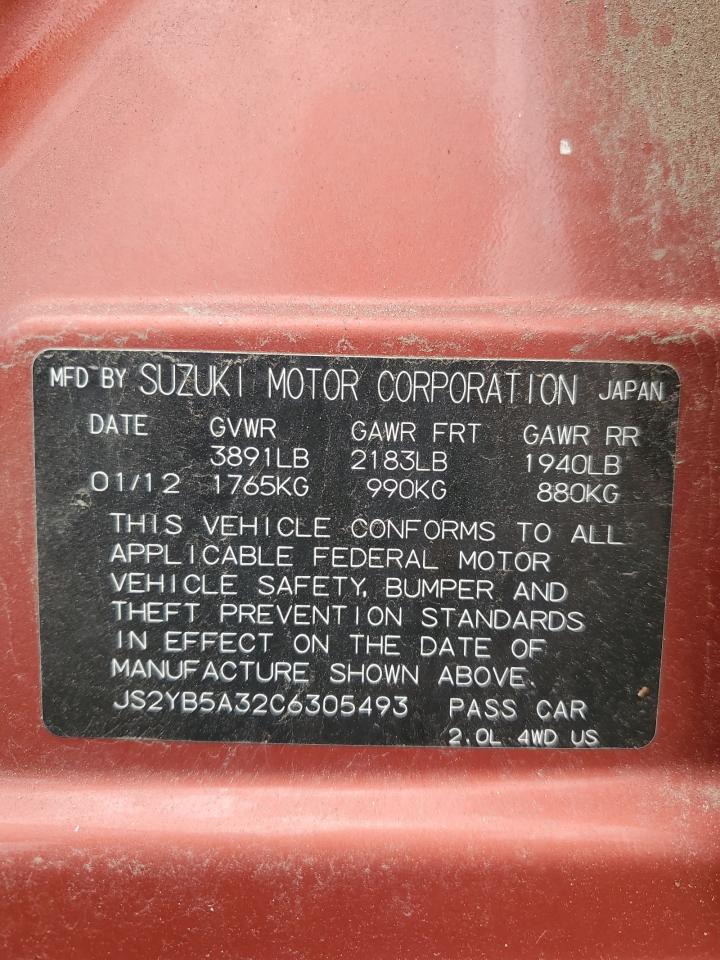 MFD BY SUZUKI MOTOR CORPORATION JAPAN
DATE GVWR GAWR FRT GAWR RR
3891LB 2183LB 1940LB
01/12 1765KG 990KG 880KG
THIS VEHICLE CONFORMS TO ALL
APPLICABLE FEDERAL MOTOR
VEHICLE SAFETY, BUMPER AND
THEFT PREVENTION STANDARDS
IN EFFECT ON THE DATE OF
MANUFACTURE SHOWN ABOVE.
JS2YB5A32C6305493 PASS CAR
2.0L 4WD US